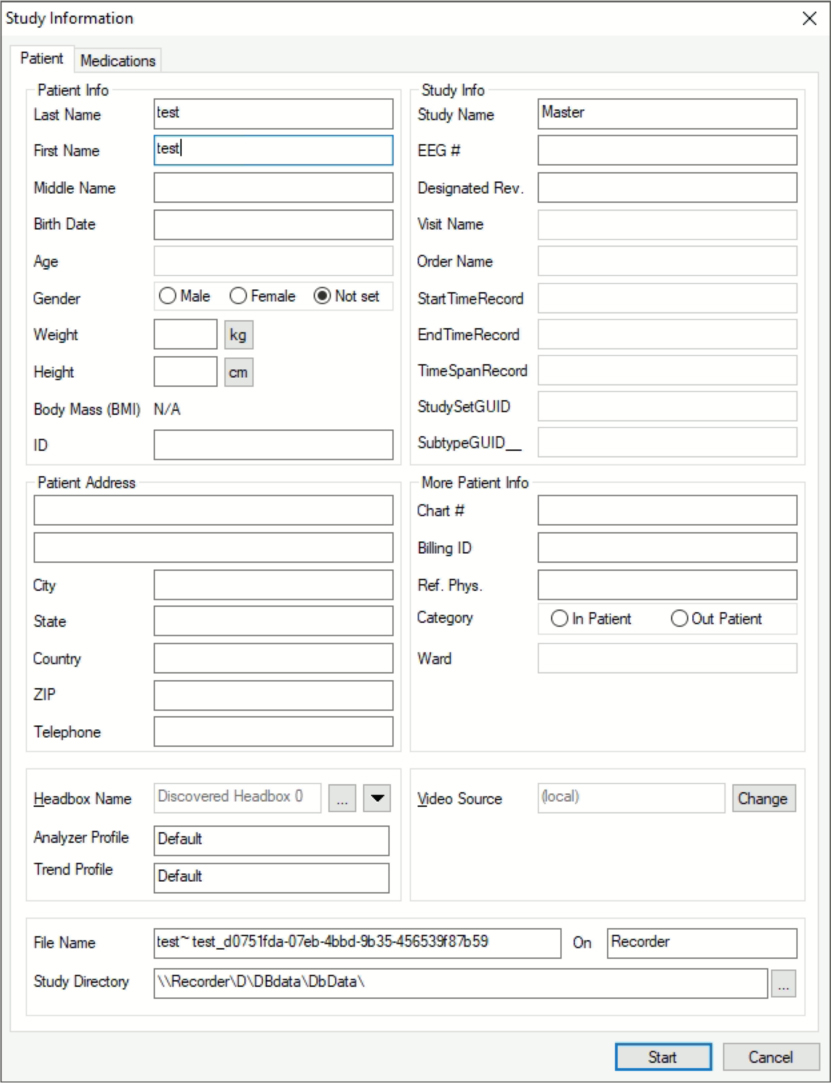 Study Information
Patient
Medications
Patient Info
Last Name test
First Name test
Middle Name
Birth Date
Age
Gender Male Female Not set
Weight kg
Height cm
Body Mass (BMI) N/A
ID
Study Info
Study Name Master
EEG #
Designated Rev.
Visit Name
Order Name
StartTimeRecord
EndTimeRecord
TimeSpanRecord
StudySetGUID
SubtypeGUID__
Patient Address
City
State
Country
ZIP
Telephone
More Patient Info
Chart #
Billing ID
Ref. Phys.
Category In Patient Out Patient
Ward
Headbox Name Discovered Headbox 0 ...
Analyzer Profile Default
Trend Profile Default
Video Source (local) Change
File Name test~ test_d0751fda-07eb-4bbd-9b35-456539f87b59 On Recorder
Study Directory \\Recorder\D\DBdata\DbData\ ...
Start Cancel